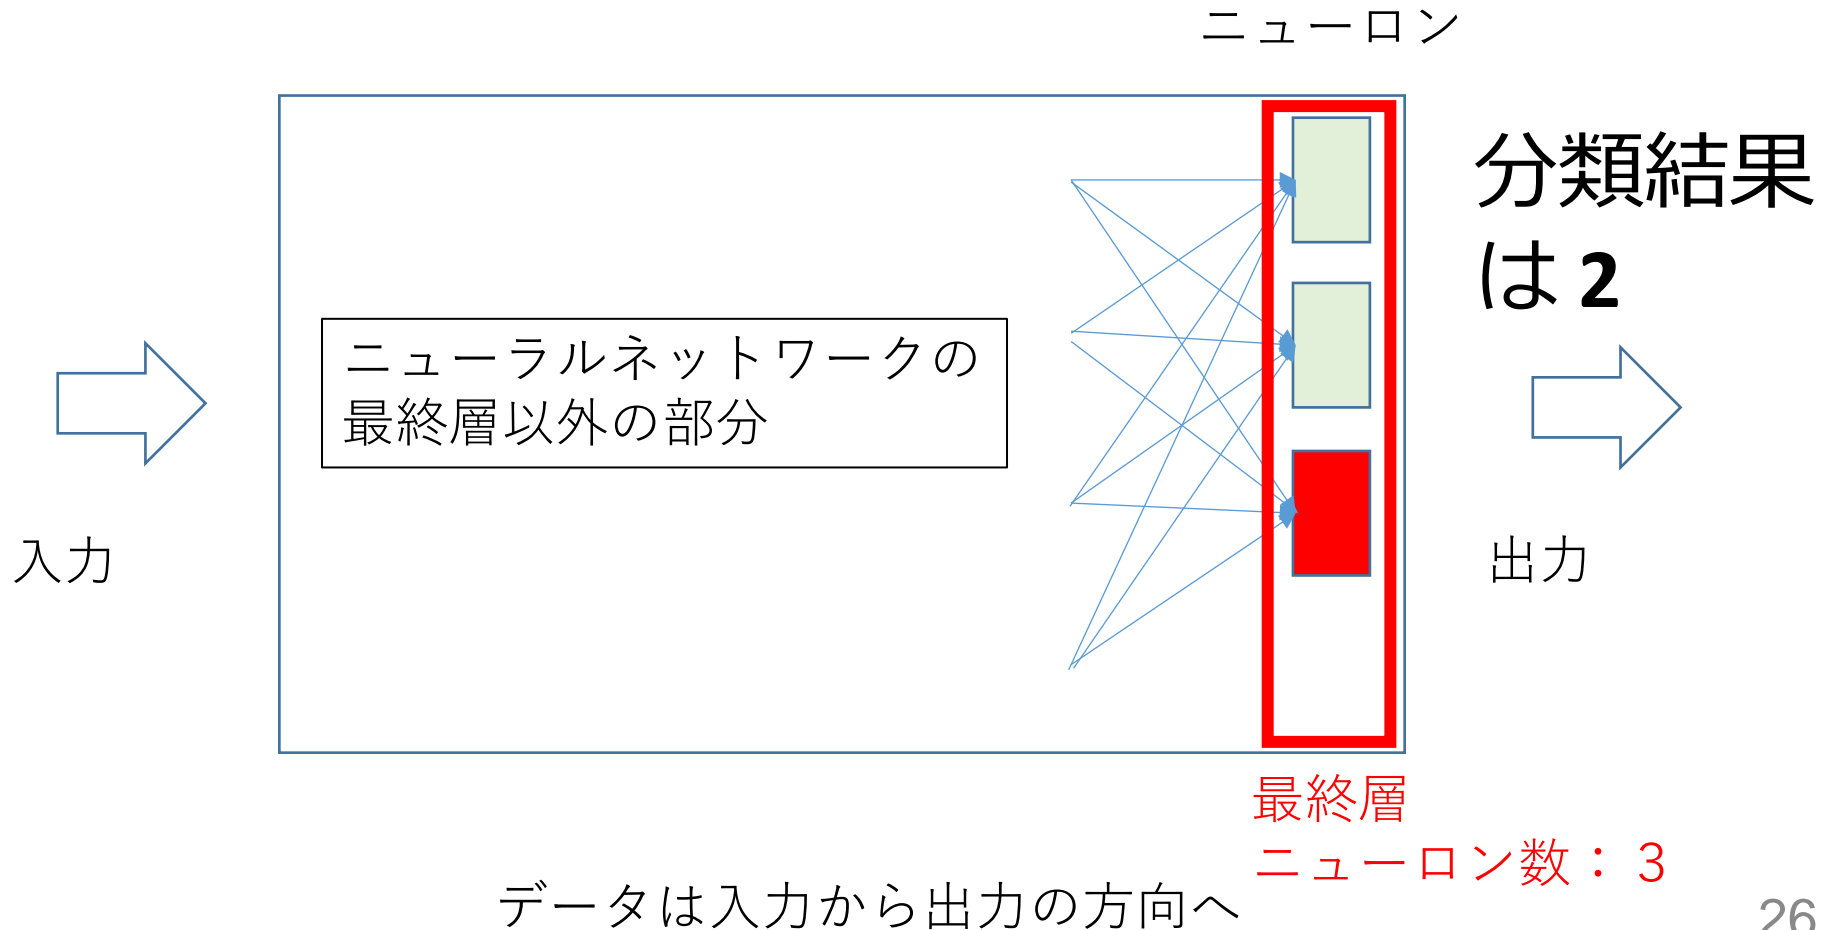 ニューロン
分類結果
は 2
ニューラルネットワークの
最終層以外の部分
入力
出力
最終層
ニューロン数：３
データは入力から出力の方向へ
26